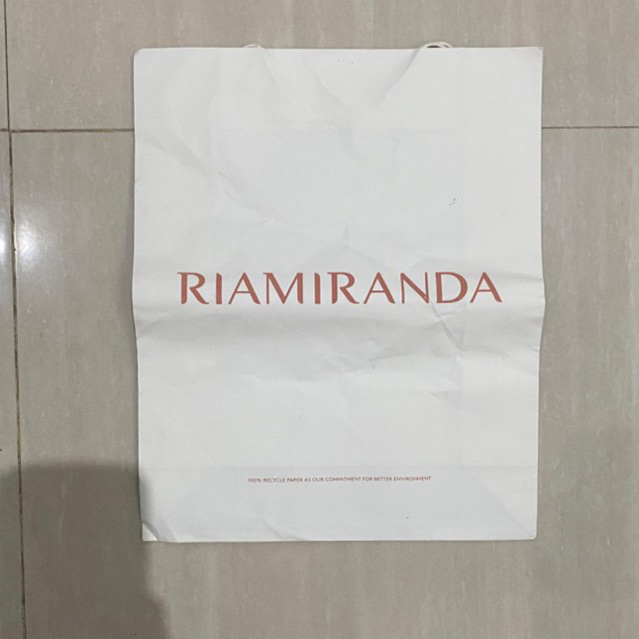 RIAMIRANDA
100% RECYCLE PAPER AS OUR COMMITMENT FOR BETTER ENVIRONMENT